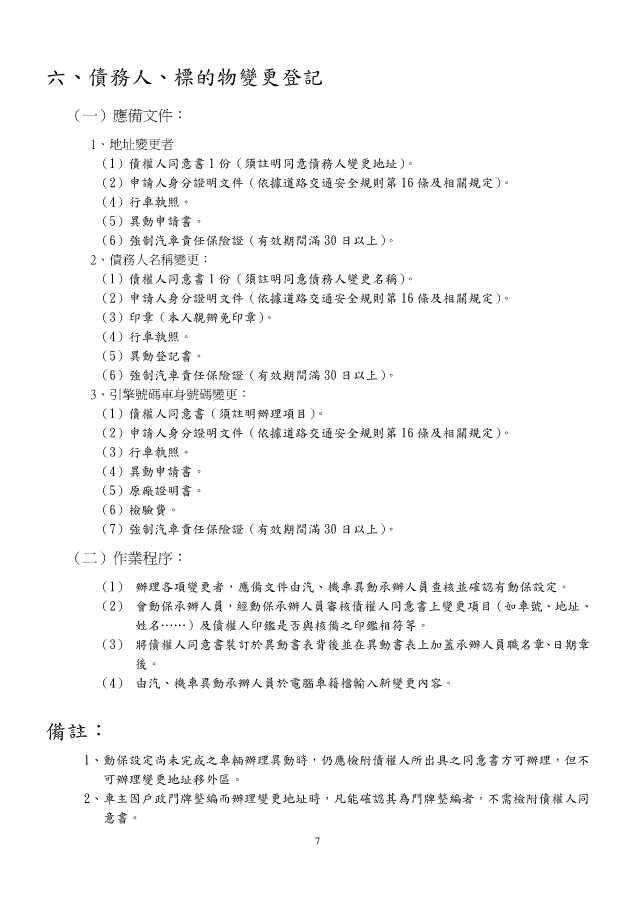 六、債務人、標的物變更登記
（一）應備文件：
1、地址變更者
（1）債權人同意書 1 份（須註明同意債務人變更地址）。
（2）申請人身分證明文件（依據道路交通安全規則第 16 條及相關規定）。
（4）行車執照。
（5）異動申請書。
（6）強制汽車責任保險證（有效期間滿 30 日以上）。
2、債務人名稱變更：
（1）債權人同意書 1 份（須註明同意債務人變更名稱）。
（2）申請人身分證明文件（依據道路交通安全規則第 16 條及相關規定）。
（3）印章（本人親辦免印章）。
（4）行車執照。
（5）異動登記書。
（6）強制汽車責任保險證（有效期間滿 30 日以上）。
3、引擎號碼車身號碼變更：
（1）債權人同意書（須註明辦理項目）。
（2）申請人身分證明文件（依據道路交通安全規則第 16 條及相關規定）。
（3）行車執照。
（4）異動申請書。
（5）原廠證明書。
（6）檢驗費。
（7）強制汽車責任保險證（有效期間滿 30 日以上）。
（二）作業程序：
（1） 辦理各項變更者，應備文件由汽、機車異動承辦人員查核並確認有動保設定。
（2） 會動保承辦人員，經動保承辦人員審核債權人同意書上變更項目（如車號、地址、
姓名……）及債權人印鑑是否與核備之印鑑相符等。
（3） 將債權人同意書裝訂於異動書表背後並在異動書表上加蓋承辦人員職名章、日期章
後。
（4） 由汽、機車異動承辦人員於電腦車籍檔輸入新變更內容。
備註：
1、動保設定尚未完成之車輛辦理異動時，仍應檢附債權人所出具之同意書方可辦理，但不
可辦理變更地址移外區。
2、車主因戶政門牌整編而辦理變更地址時，凡能確認其為門牌整編者，不需檢附債權人同
意書。
7